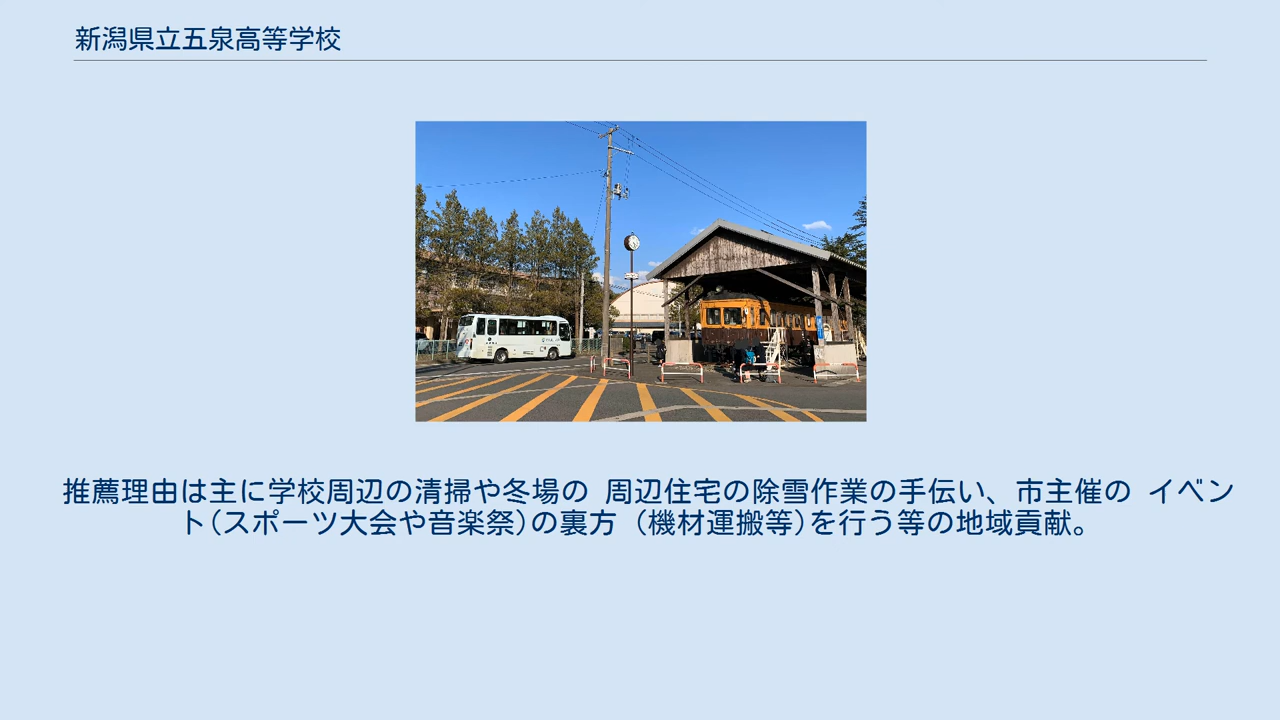 新潟県立五泉高等学校
推薦理由は主に学校周辺の清掃や冬場の 周辺住宅の除雪作業の手伝い、市主催の イベン
ト(スポーツ大会や音楽祭)の裏方 (機材運搬等)を行う等の地域貢献。